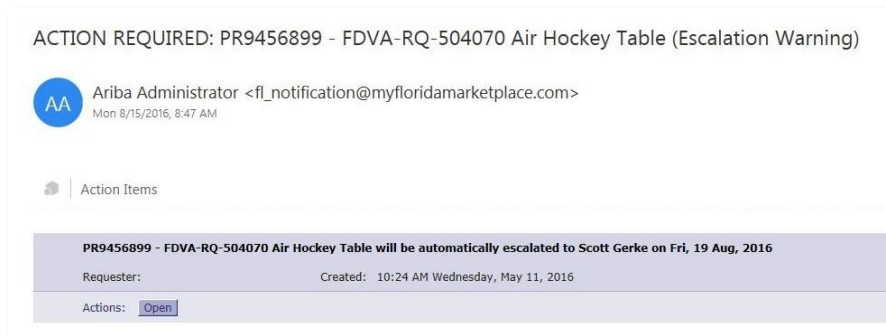 ACTION REQUIRED: PR9456899 - FDVA-RQ-504070 Air Hockey Table (Escalation Warning)
AA
Ariba Administrator <fl_notification@myfloridamarketplace.com>
Mon 8/15/2016, 8:47 AM
Action Items
PR9456899 - FDVA-RQ-504070 Air Hockey Table will be automatically escalated to Scott Gerke on Fri, 19 Aug, 2016
Requester: Created: 10:24 AM Wednesday, May 11, 2016
Actions: Open